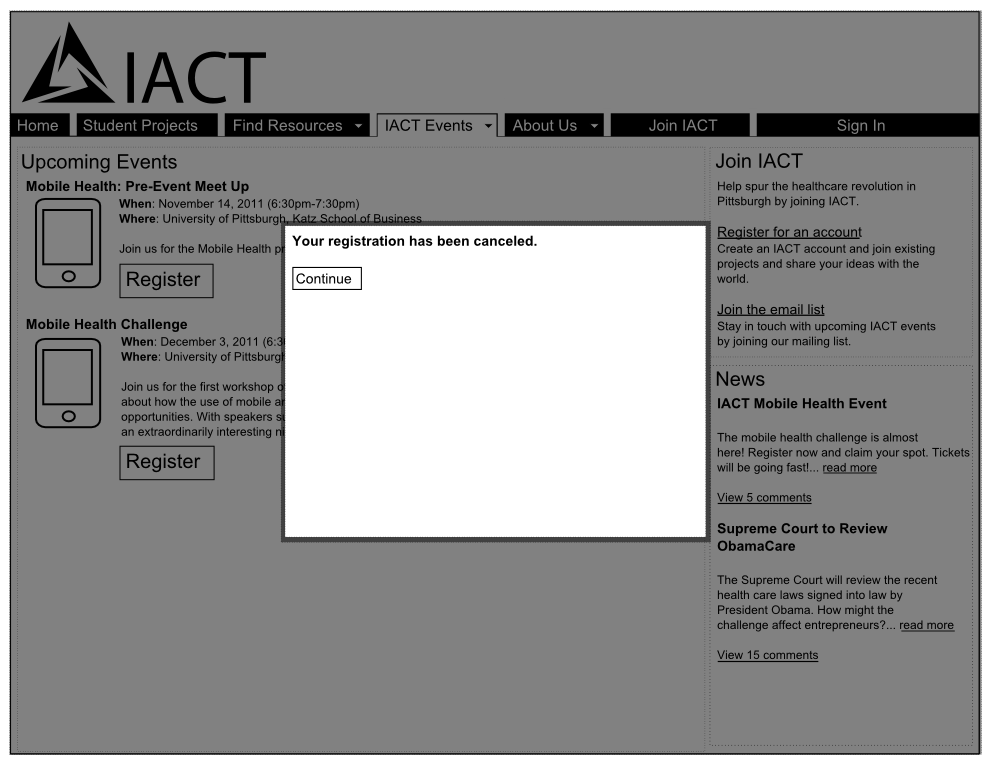 IACT
Home
Student Projects
Find Resources
IACT Events
About Us
Join IACT
Sign In
Upcoming Events
Mobile Health: Pre-Event Meet Up
When: November 14, 2011 (6:30pm-7:30pm)
Where: University of Pittsburgh, Katz School of Business
Join us for the Mobile Health
Register
Mobile Health Challenge
When: December 3, 2011
Where: University of
Join us for the first workshop
about how the use of mobile
opportunities. With speakers
an extraordinarily interesting
Register
Your registration has been canceled.
Continue
Join IACT
Help spur the healthcare revolution in
Pittsburgh by joining IACT.
Register for an account
Create an IACT account and join existing
projects and share your ideas with the
world.
Join the email list
Stay in touch with upcoming IACT events
by joining our mailing list.
News
IACT Mobile Health Event
The mobile health challenge is almost
here! Register now and claim your spot. Tickets
will be going fast!... read more
View 5 comments
Supreme Court to Review
ObamaCare
The Supreme Court will review the recent
health care laws signed into law by
President Obama. How might the
challenge affect entrepreneurs?... read more
View 15 comments